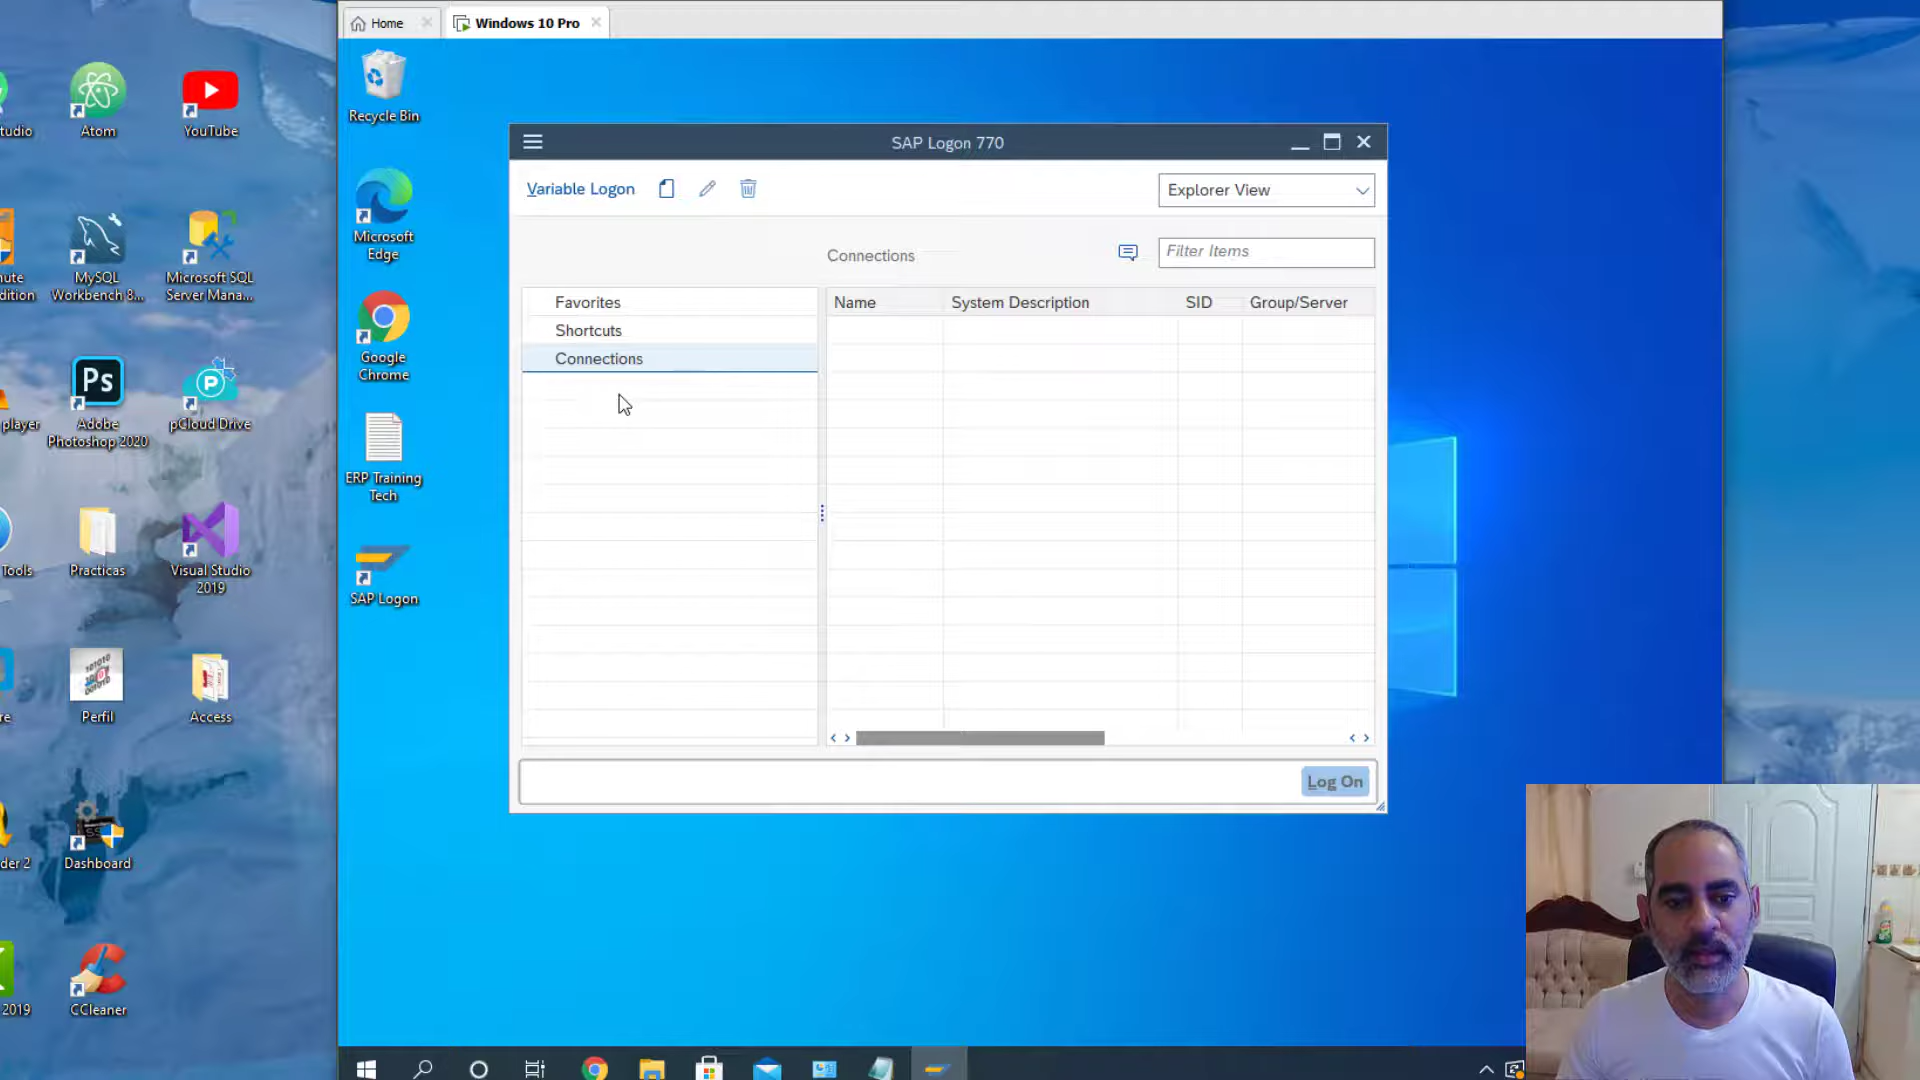 Home
Windows 10 Pro
tudio
Atom
YouTube
Recycle Bin
SAP Logon 770
Variable Logon
Explorer View
Microsoft
Edge
Connections
Filter Items
nute
dition
MySQL
Workbench 8...
Microsoft SQL
Server Mana...
Favorites
Shortcuts
Connections
Name
System Description
SID
Group/Server
Google
Chrome
player
Ps
Adobe
Photoshop 2020
P
pCloud Drive
ERP Training
Tech
Tools
Practicas
Visual Studio
2019
SAP Logon
re
Perfil
Access
Log On
der 2
Dashboard
2019
CCleaner